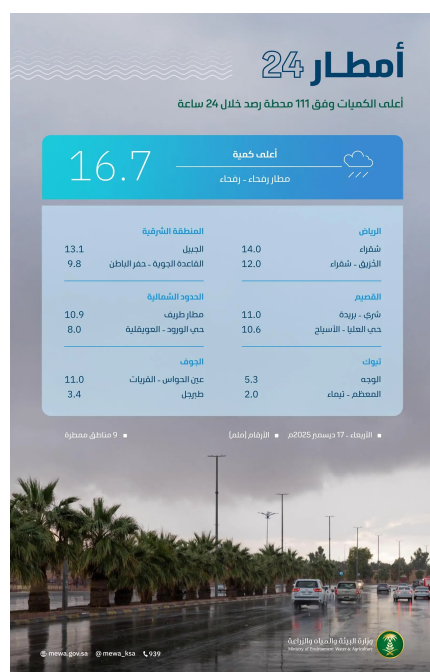 أمطار 24
أعلى الكميات وفق 111 محطة رصد خلال 24 ساعة
أعلى كمية
مطار رفحاء - رفحاء
16.7
الرياض
شقراء 14.0
الخُزيق - شقراء 12.0
المنطقة الشرقية
الجبيل 13.1
القاعدة الجوية - حفر الباطن 9.8
القصيم
شري - بريدة 11.0
حي العليا - الأسياح 10.6
الحدود الشمالية
مطار طريف 10.9
حي الورود - العويقلية 8.0
تبوك
الوجه 5.3
المعظم - تيماء 2.0
الجوف
عين الحواس - القريات 11.0
طبرجل 3.4
الأربعاء - 17 ديسمبر 2025م
الأرقام (ملم)
9 مناطق ممطرة
وزارة البيئة والمياه والزراعة
Ministry of Environment Water & Agriculture
939
@mewa_ksa
mewa.gov.sa